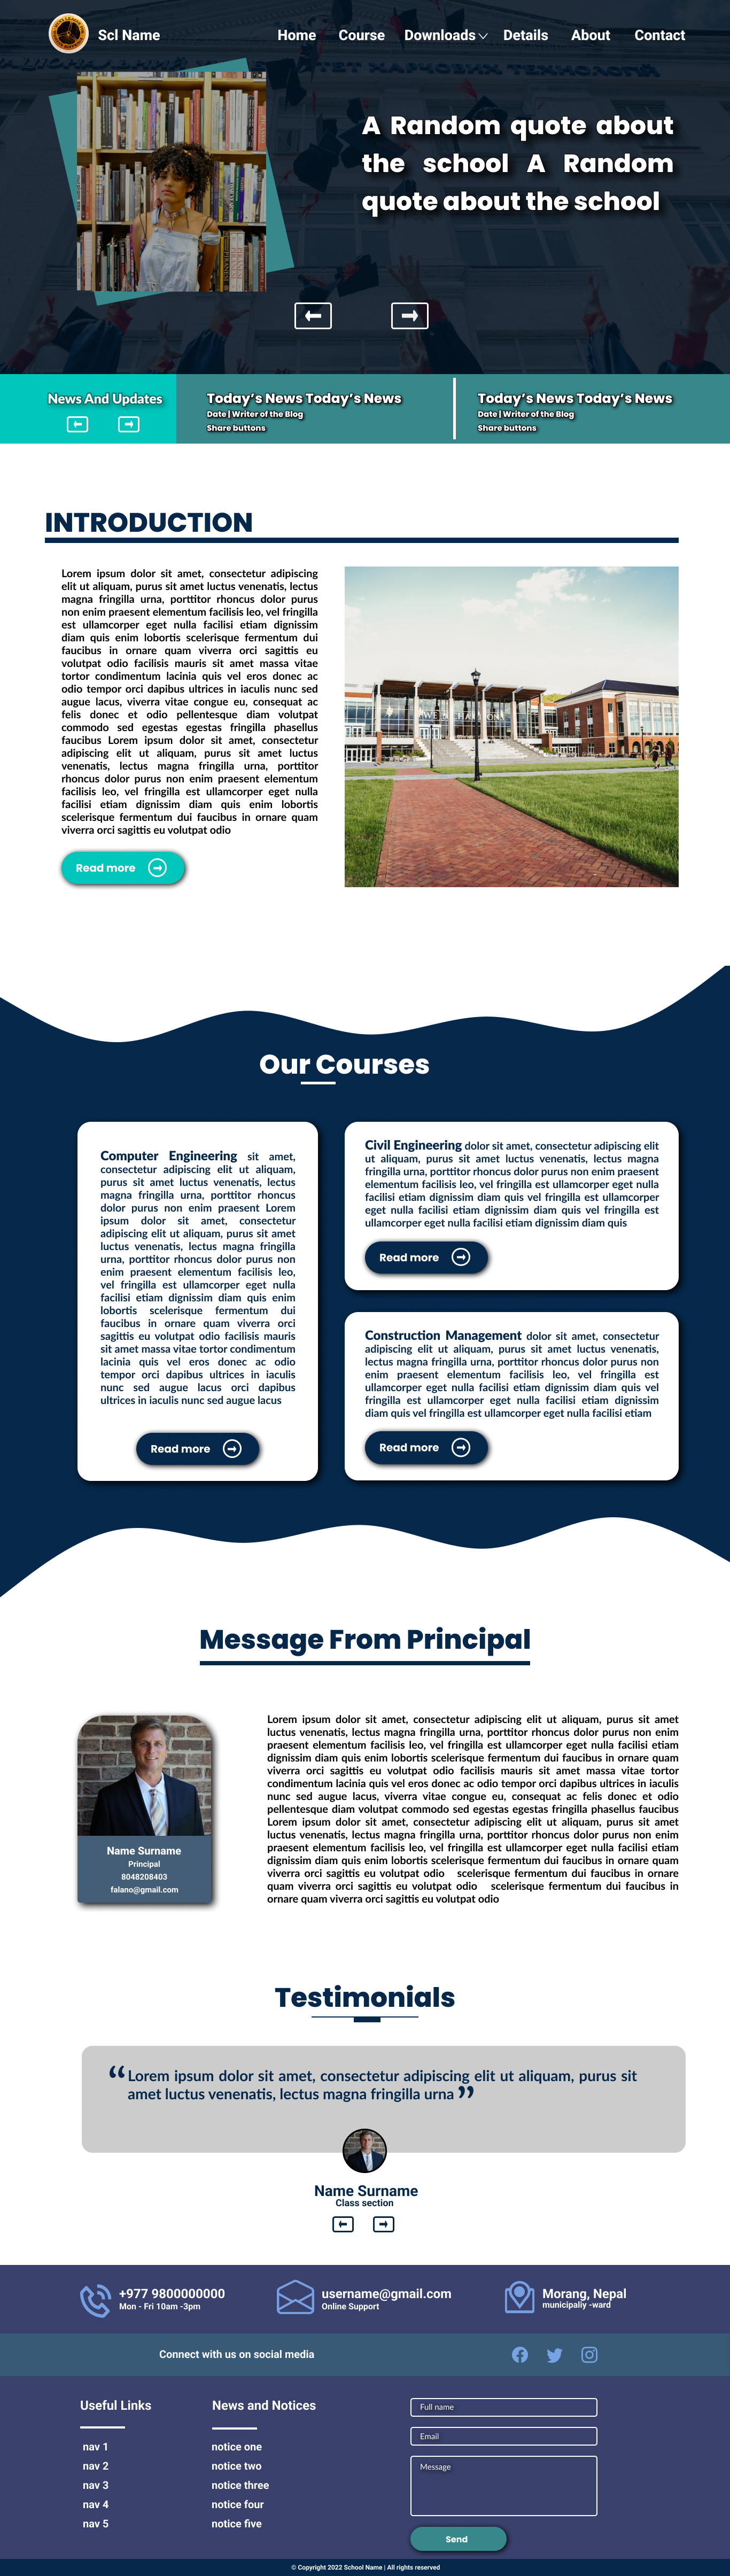 Scl Name
Home Course Downloads Details About Contact
A Random quote about
the school A Random
quote about the school
News And Updates
Today's News Today's News
Date | Writer of the Blog
Share buttons
Today's News Today's News
Date | Writer of the Blog
Share buttons
INTRODUCTION
Lorem ipsum dolor sit amet, consectetur adipiscing
elit ut aliquam, purus sit amet luctus venenatis, lectus
magna fringilla urna, porttitor rhoncus dolor purus
non enim praesent elementum facilisis leo, vel fringilla
est ullamcorper eget nulla facilisi etiam dignissim
diam quis enim lobortis scelerisque fermentum dui
faucibus in ornare quam viverra orci sagittis eu
volutpat odio facilisis mauris sit amet massa vitae
tortor condimentum lacinia quis vel eros donec ac
odio tempor orci dapibus ultrices in iaculis nunc sed
augue lacus, viverra vitae congue eu, consequat ac
felis donec et odio pellentesque diam volutpat
commodo sed egestas egestas fringilla phasellus
faucibus Lorem ipsum dolor sit amet, consectetur
adipiscing elit ut aliquam, purus sit amet luctus
venenatis, lectus magna fringilla urna, porttitor
rhoncus dolor purus non enim praesent elementum
facilisis leo, vel fringilla est ullamcorper eget nulla
facilisi etiam dignissim diam quis enim lobortis
scelerisque fermentum dui faucibus in ornare quam
viverra orci sagittis eu volutpat odio
Read more
Our Courses
Computer Engineering sit amet,
consectetur adipiscing elit ut aliquam,
purus sit amet luctus venenatis, lectus
magna fringilla urna, porttitor rhoncus
dolor purus non enim praesent Lorem
ipsum dolor sit amet, consectetur
adipiscing elit ut aliquam, purus sit amet
luctus venenatis, lectus magna fringilla
urna, porttitor rhoncus dolor purus non
enim praesent elementum facilisis leo,
vel fringilla est ullamcorper eget nulla
facilisi etiam dignissim diam quis enim
lobortis scelerisque fermentum dui
faucibus in ornare quam viverra orci
sagittis eu volutpat odio facilisis mauris
sit amet massa vitae tortor condimentum
lacinia quis vel eros donec ac odio
tempor orci dapibus ultrices in iaculis
nunc sed augue lacus orci dapibus
ultrices in iaculis nunc sed augue lacus
Read more
Civil Engineering dolor sit amet, consectetur adipiscing elit
ut aliquam, purus sit amet luctus venenatis, lectus magna
fringilla urna, porttitor rhoncus dolor purus non enim praesent
elementum facilisis leo, vel fringilla est ullamcorper eget nulla
facilisi etiam dignissim diam quis vel fringilla est ullamcorper
eget nulla facilisi etiam dignissim diam quis vel fringilla est
ullamcorper eget nulla facilisi etiam dignissim diam quis
Read more
Construction Management dolor sit amet, consectetur
adipiscing elit ut aliquam, purus sit amet luctus venenatis,
lectus magna fringilla urna, porttitor rhoncus dolor purus non
enim praesent elementum facilisis leo, vel fringilla est
ullamcorper eget nulla facilisi etiam dignissim diam quis vel
fringilla est ullamcorper eget nulla facilisi etiam dignissim
diam quis vel fringilla est ullamcorper eget nulla facilisi etiam
Read more
Message From Principal
Name Surname
Principal
8048208403
falano@gmail.com
Lorem ipsum dolor sit amet, consectetur adipiscing elit ut aliquam, purus sit amet
luctus venenatis, lectus magna fringilla urna, porttitor rhoncus dolor purus non enim
praesent elementum facilisis leo, vel fringilla est ullamcorper eget nulla facilisi etiam
dignissim diam quis enim lobortis scelerisque fermentum dui faucibus in ornare quam
viverra orci sagittis eu volutpat odio facilisis mauris sit amet massa vitae tortor
condimentum lacinia quis vel eros donec ac odio tempor orci dapibus ultrices in iaculis
nunc sed augue lacus, viverra vitae congue eu, consequat ac felis donec et odio
pellentesque diam volutpat commodo sed egestas egestas fringilla phasellus faucibus
Lorem ipsum dolor sit amet, consectetur adipiscing elit ut aliquam, purus sit amet
luctus venenatis, lectus magna fringilla urna, porttitor rhoncus dolor purus non enim
praesent elementum facilisis leo, vel fringilla est ullamcorper eget nulla facilisi etiam
dignissim diam quis enim lobortis scelerisque fermentum dui faucibus in ornare quam
viverra orci sagittis eu volutpat odio scelerisque fermentum dui faucibus in ornare
quam viverra orci sagittis eu volutpat odio scelerisque fermentum dui faucibus in
ornare quam viverra orci sagittis eu volutpat odio
Testimonials
“Lorem ipsum dolor sit amet, consectetur adipiscing elit ut aliquam, purus sit
amet luctus venenatis, lectus magna fringilla urna”
Name Surname
Class section
+977 9800000000
Mon - Fri 10am -3pm
username@gmail.com
Online Support
Morang, Nepal
municipaliy -ward
Connect with us on social media
Useful Links
nav 1
nav 2
nav 3
nav 4
nav 5
News and Notices
notice one
notice two
notice three
notice four
notice five
Full name
Email
Message
Send
© Copyright 2022 School Name | All rights reserved